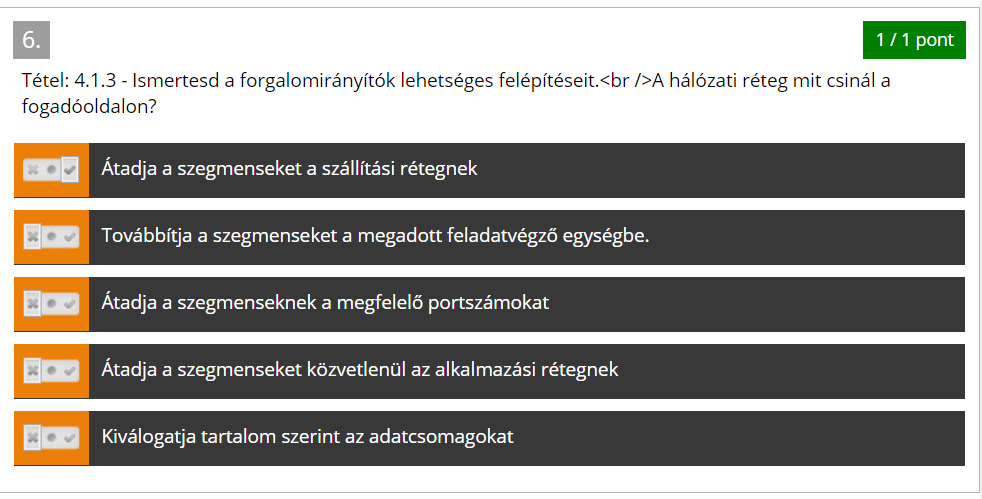 6.
1 / 1 pont
Tétel: 4.1.3 - Ismertesd a forgalomirányítók lehetséges felépítéseit.<br />A hálózati réteg mit csinál a
fogadóoldalon?
Átadja a szegmenseket a szállítási rétegnek
Továbbítja a szegmenseket a megadott feladatvégző egységbe.
Átadja a szegmenseknek a megfelelő portszámokat
Átadja a szegmenseket közvetlenül az alkalmazási rétegnek
Kiválogatja tartalom szerint az adatcsomagokat